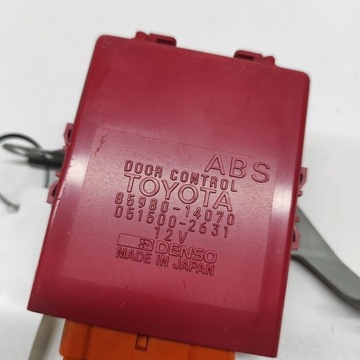 ABS
DOOR CONTROL
TOYOTA
85980-14070
051500-2631
12V
DENSO
MADE IN JAPAN